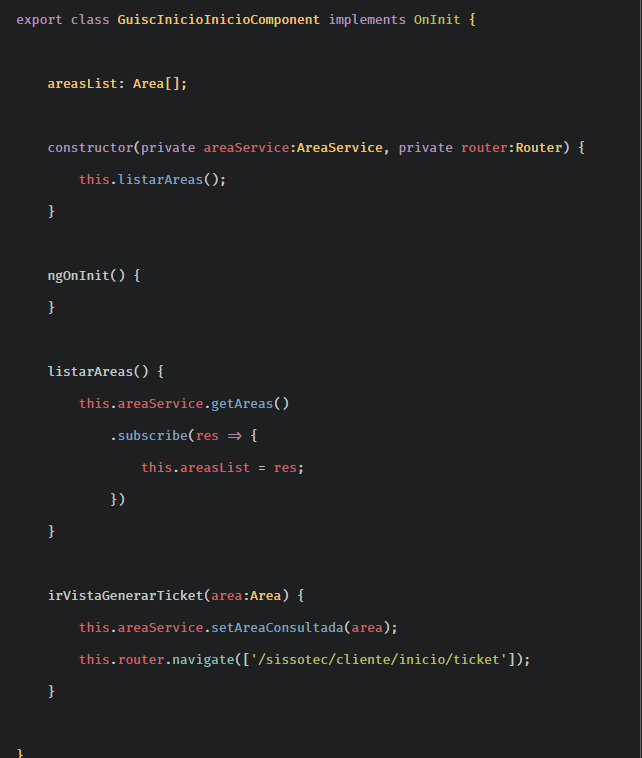 export class GuiscInicioInicioComponent implements OnInit {
areasList: Area[];
constructor(private areaService:AreaService, private router:Router) {
this.listarAreas();
}
ngOnInit() {
}
listarAreas() {
this.areaService.getAreas()
.subscribe(res => {
this.areasList = res;
})
}
irVistaGenerarTicket(area:Area) {
this.areaService.setAreaConsultada(area);
this.router.navigate(['/sissotec/cliente/inicio/ticket']);
}
}